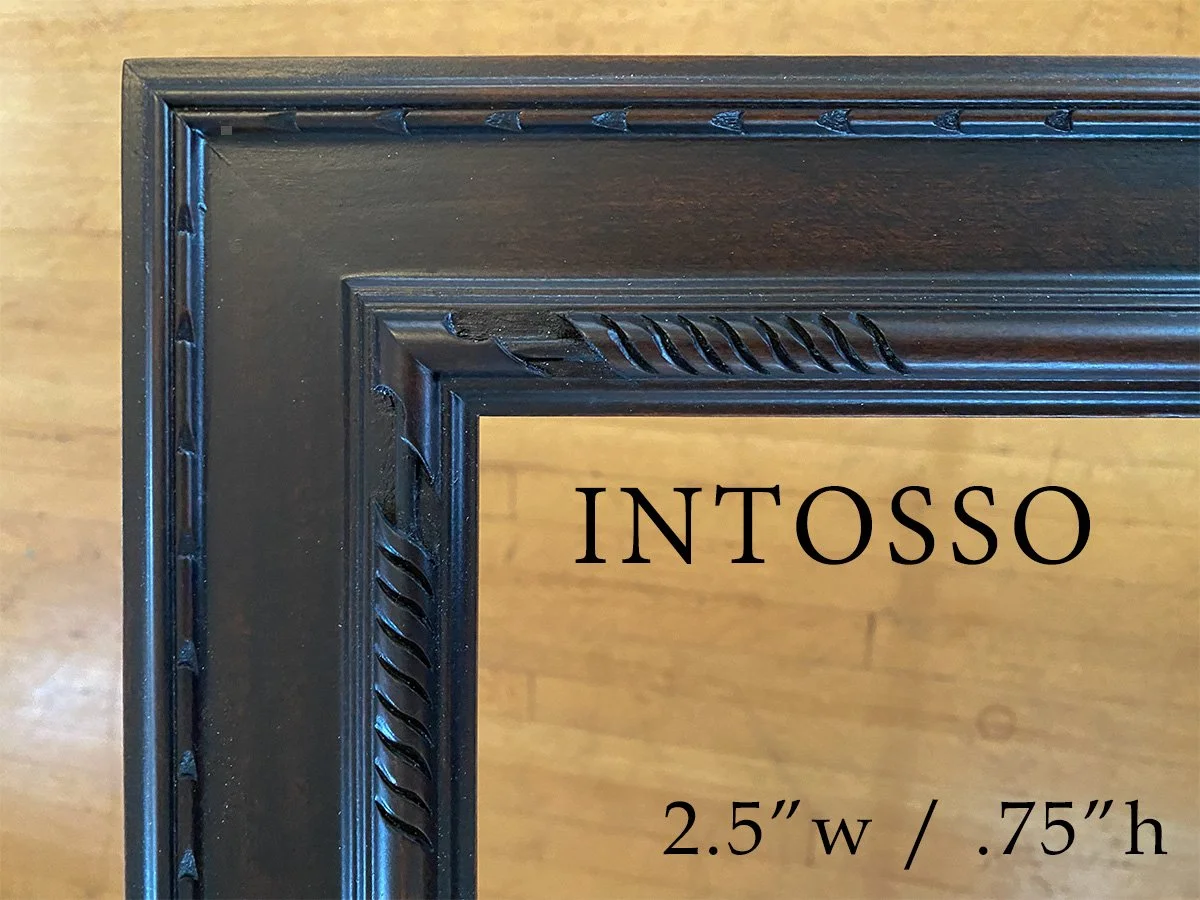 INTOSSO
2.5” w / .75” h